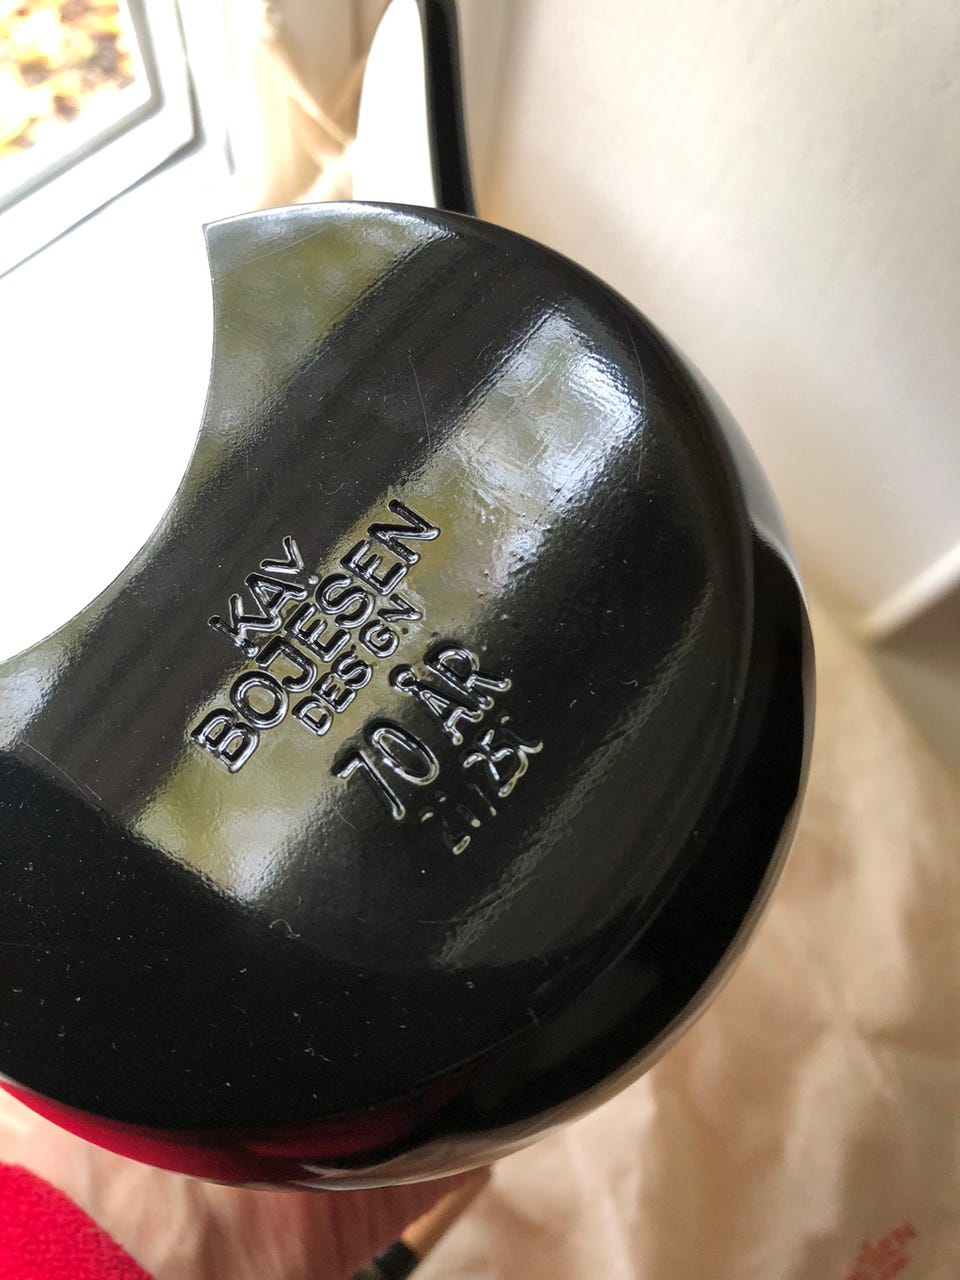 KAY
BOJESEN
DESIGN
70 ÅR